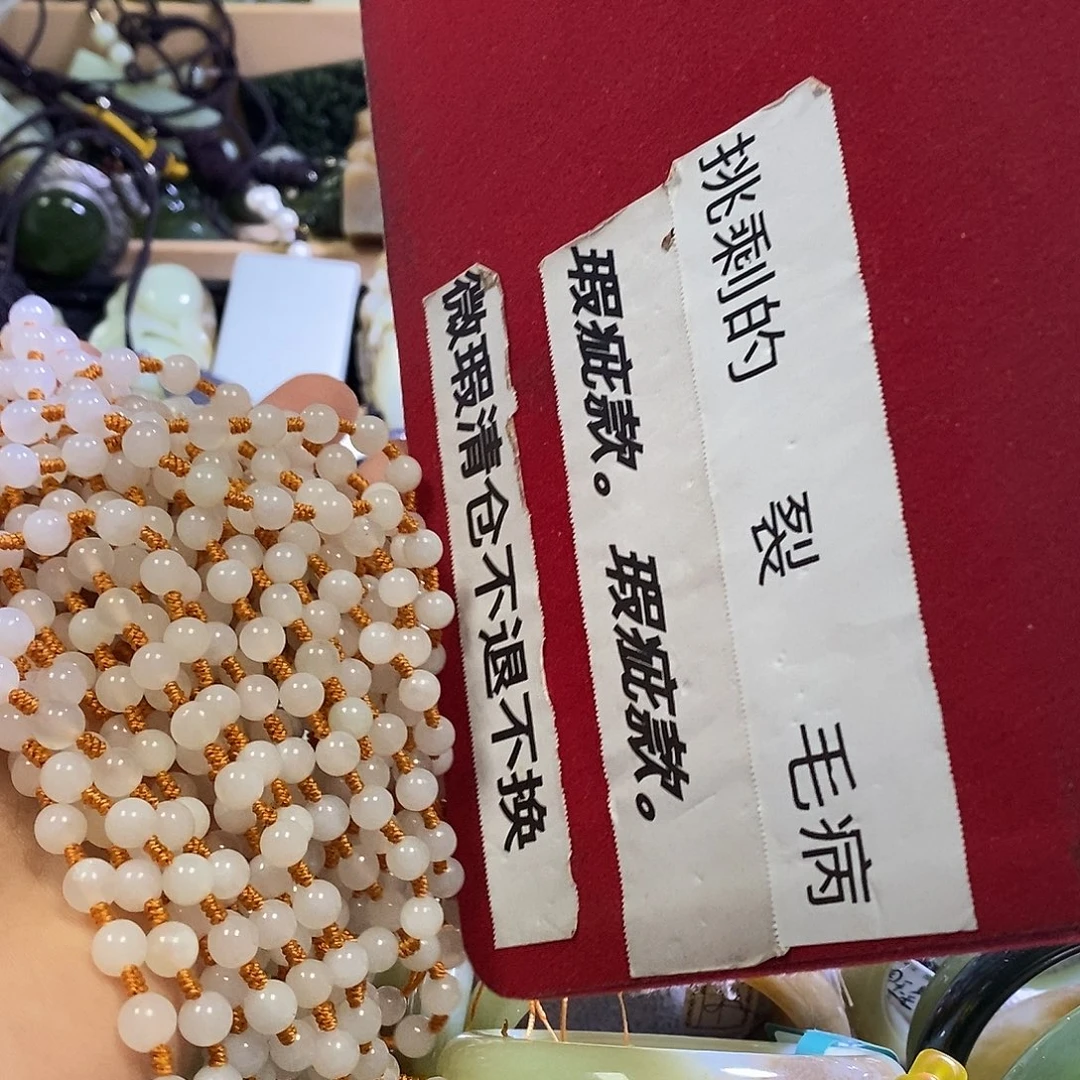 挑剩的 裂 毛病
瑕疵款。 瑕疵款。
微瑕清仓不退不换